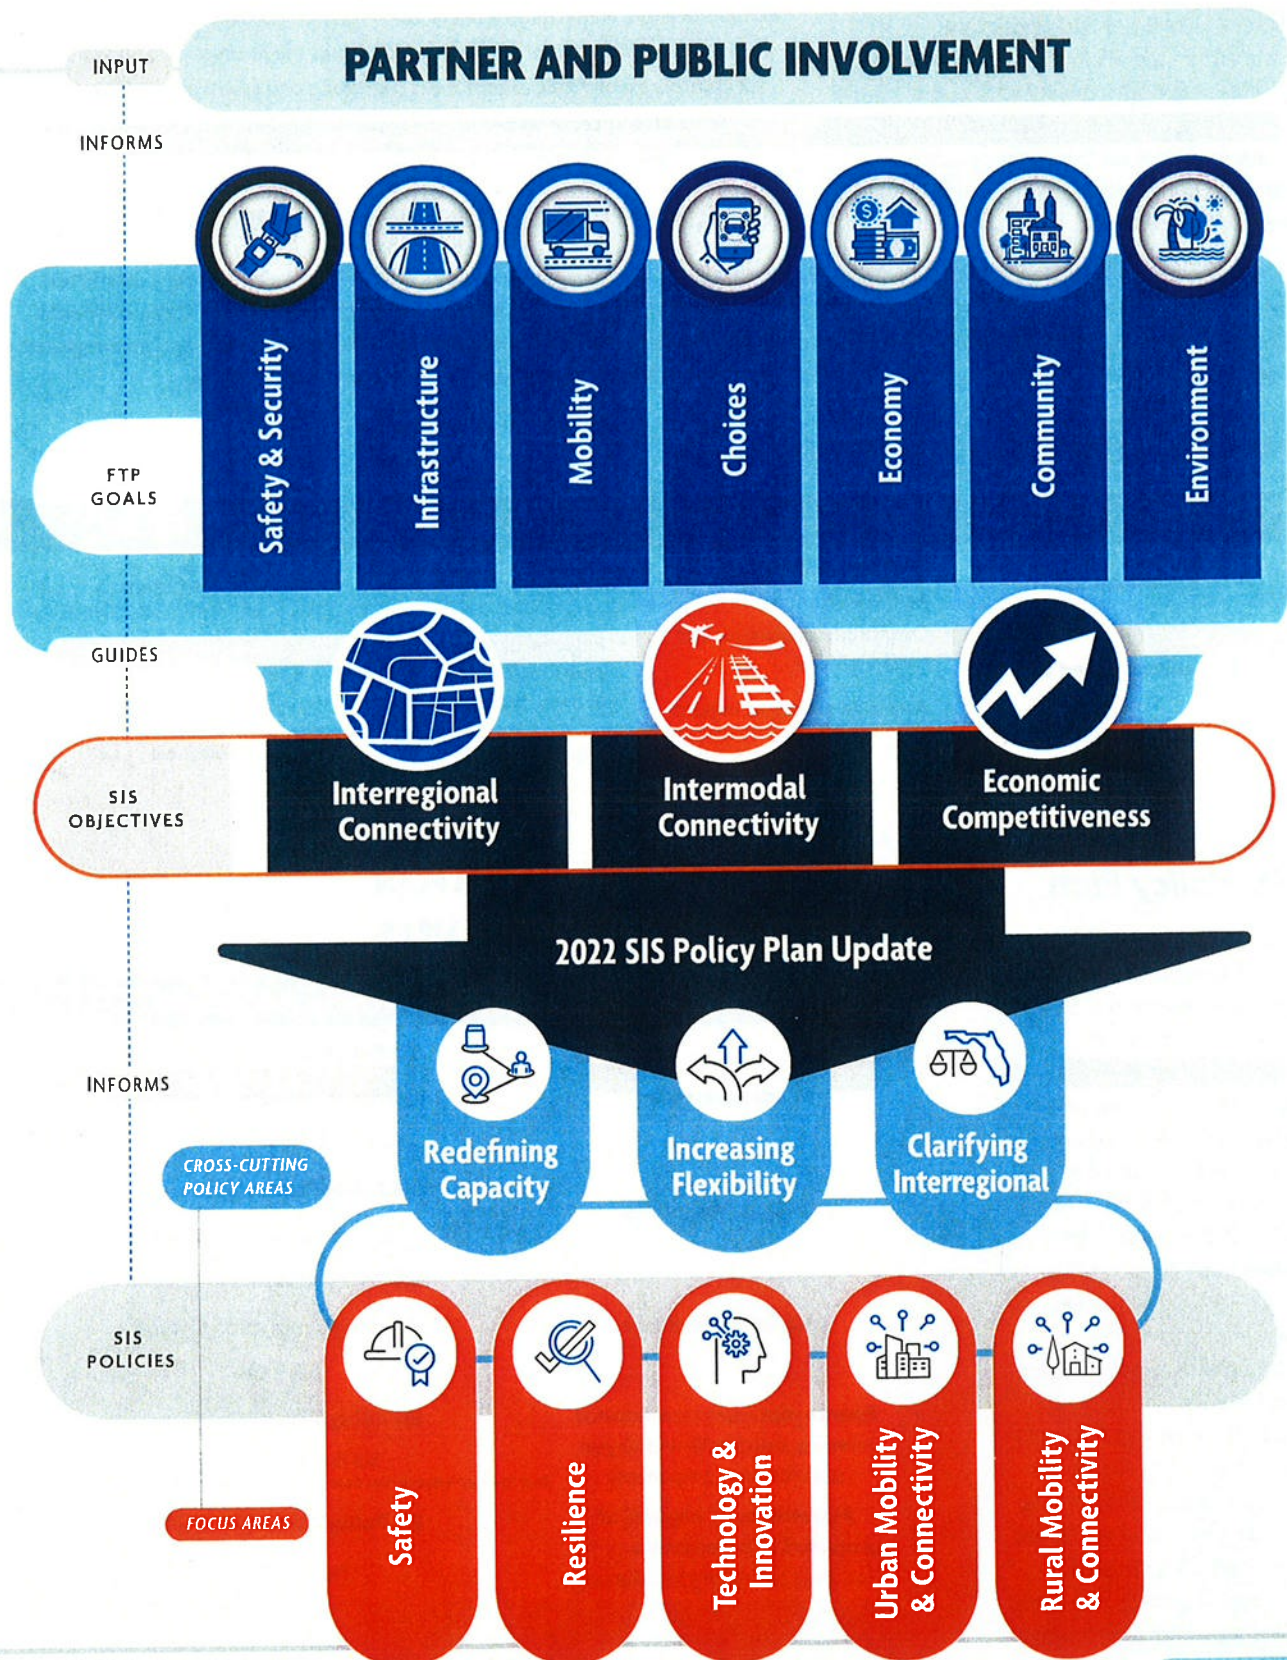 INPUT
PARTNER AND PUBLIC INVOLVEMENT
INFORMS
FTP
GOALS
Safety & Security
Infrastructure
Mobility
Choices
Economy
Community
Environment
GUIDES
SIS
OBJECTIVES
Interregional
Connectivity
Intermodal
Connectivity
Economic
Competitiveness
2022 SIS Policy Plan Update
INFORMS
CROSS-CUTTING
POLICY AREAS
Redefining
Capacity
Increasing
Flexibility
Clarifying
Interregional
SIS
POLICIES
FOCUS AREAS
Safety
Resilience
Technology &
Innovation
Urban Mobility
& Connectivity
Rural Mobility
& Connectivity